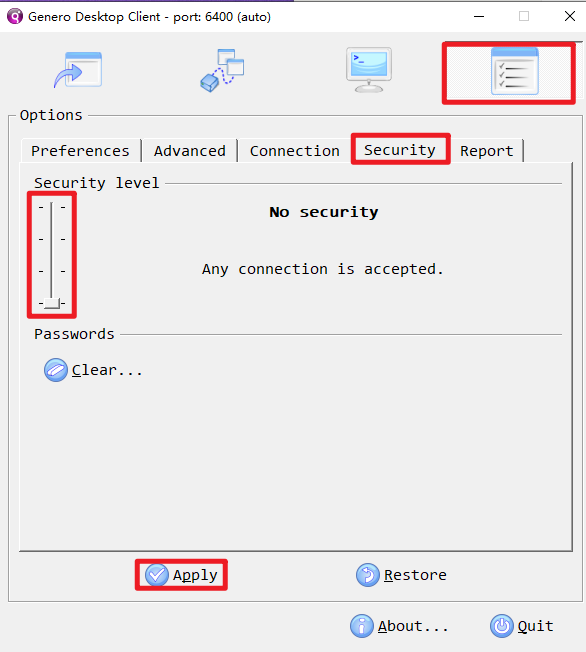 Genero Desktop Client - port: 6400 (auto)
Options
Preferences Advanced Connection Security Report
Security level
No security
Any connection is accepted.
Passwords
Clear...
Apply Restore
About... Quit